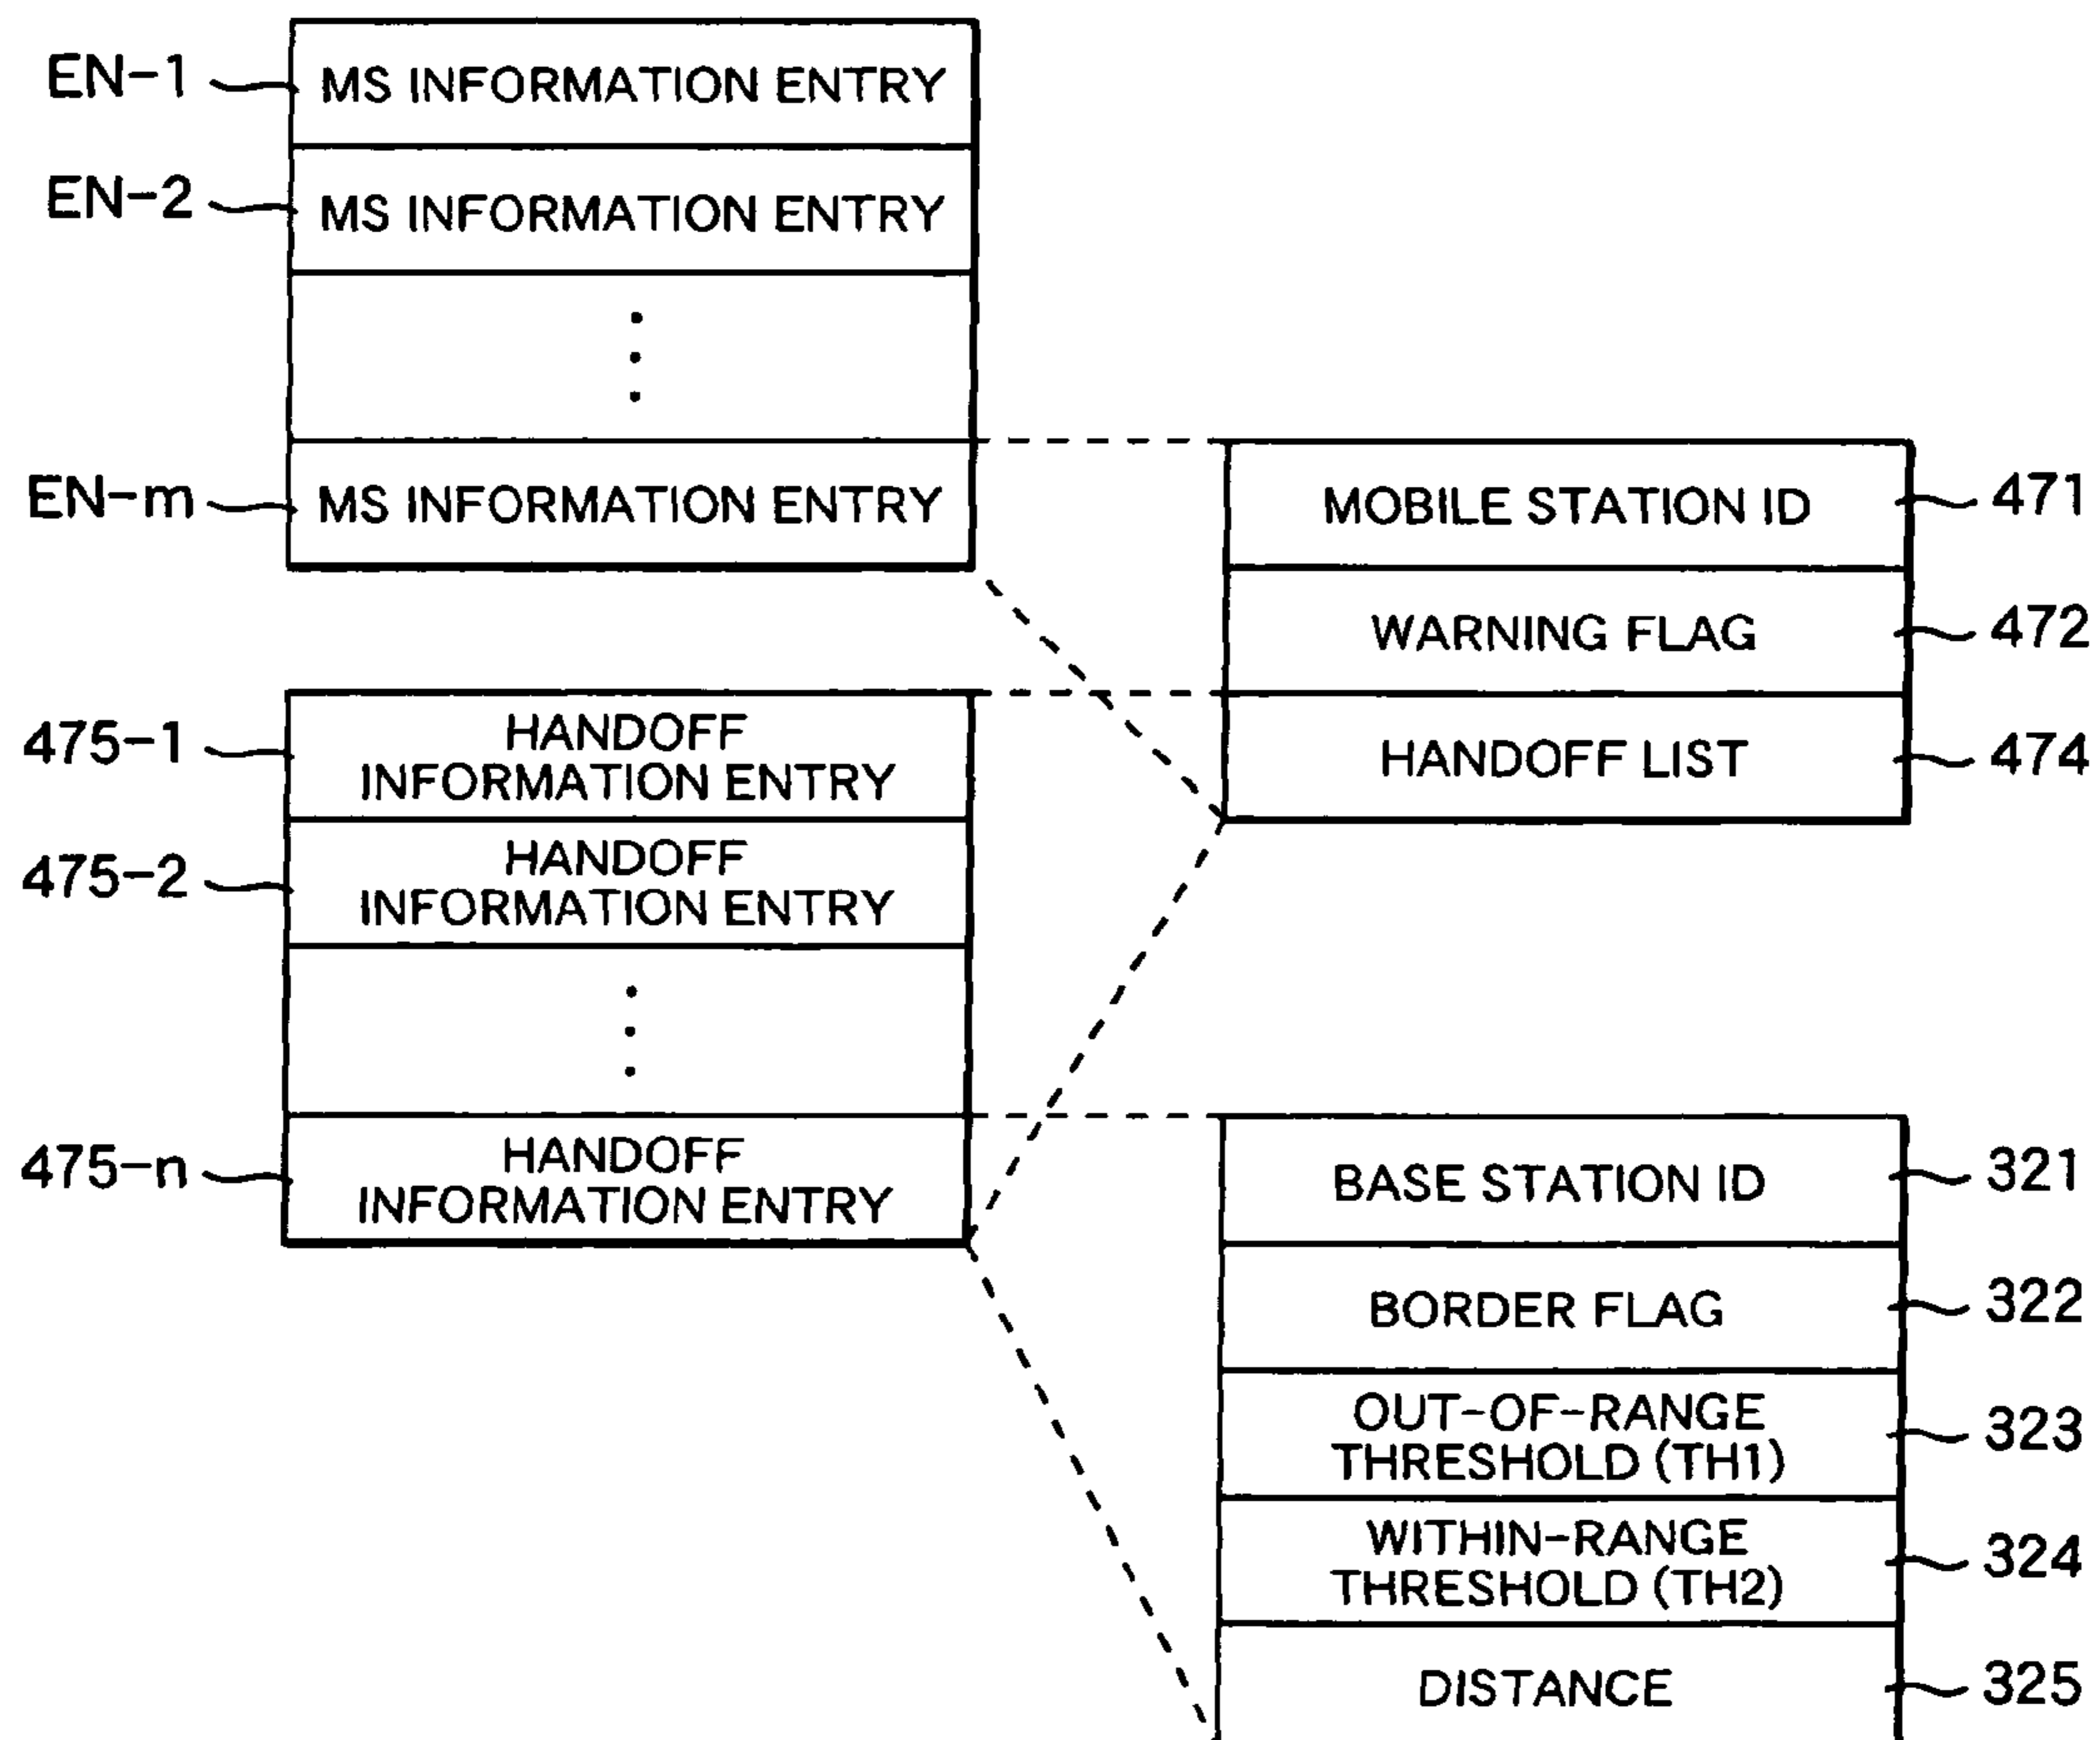 EN-1
MS INFORMATION ENTRY
EN-2
MS INFORMATION ENTRY
EN-m
MS INFORMATION ENTRY
MOBILE STATION ID
471
WARNING FLAG
472
HANDOFF LIST
474
475-1
HANDOFF
INFORMATION ENTRY
475-2
HANDOFF
INFORMATION ENTRY
475-n
HANDOFF
INFORMATION ENTRY
BASE STATION ID
321
BORDER FLAG
322
OUT-OF-RANGE
THRESHOLD (TH1)
323
WITHIN-RANGE
THRESHOLD (TH2)
324
DISTANCE
325